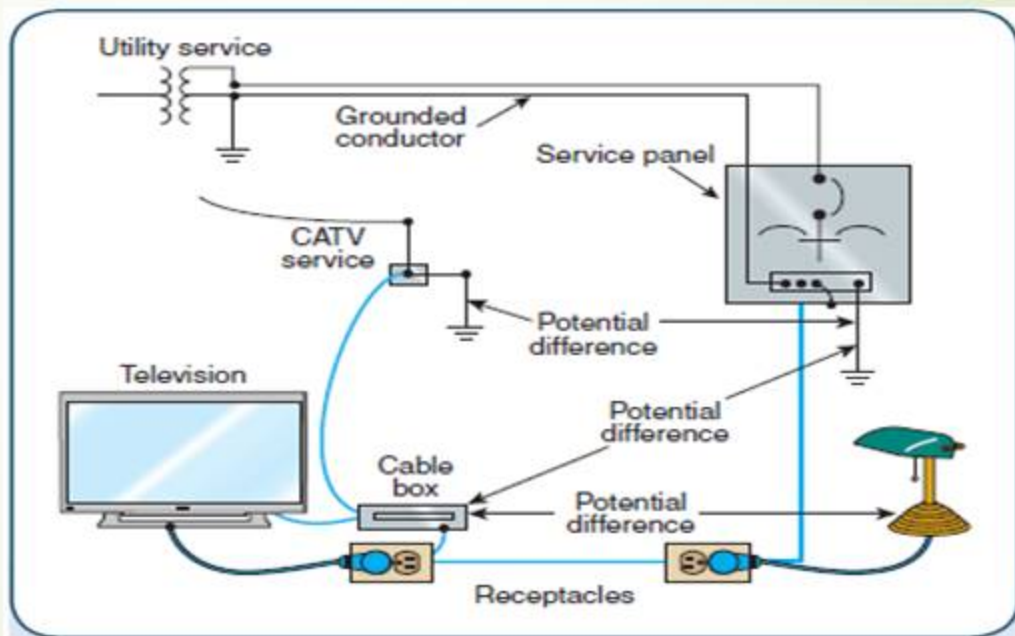 Utility service
Grounded
conductor
Service panel
CATV
service
Potential
difference
Television
Potential
difference
Cable
box
Potential
difference
Receptacles